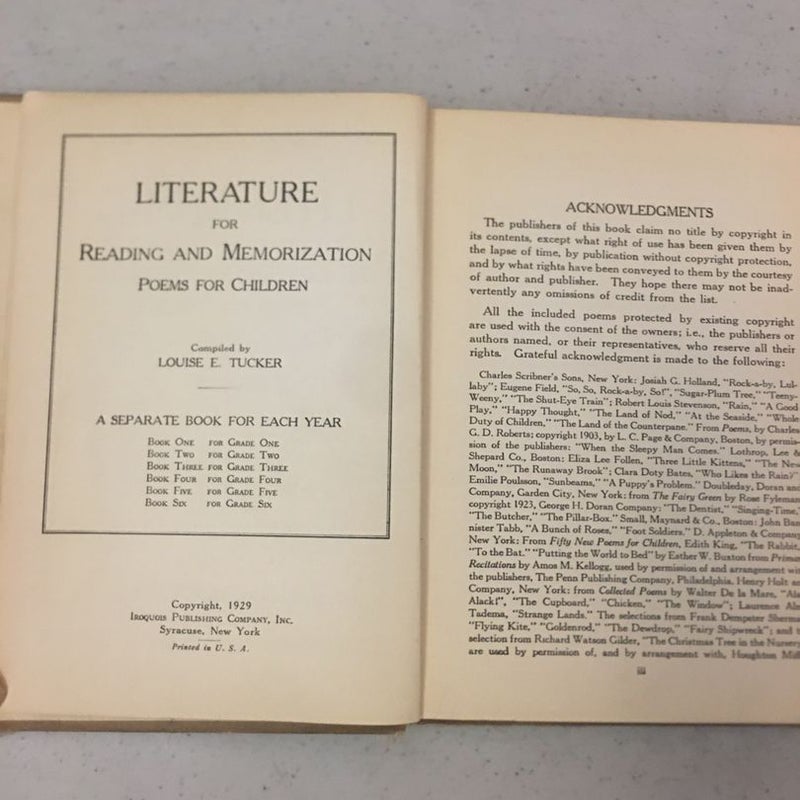 LITERATURE
FOR
READING AND MEMORIZATION
POEMS FOR CHILDREN
Compiled by
LOUISE E. TUCKER
A SEPARATE BOOK FOR EACH YEAR
BOOK ONE FOR GRADE ONE
BOOK TWO FOR GRADE TWO
BOOK THREE FOR GRADE THREE
BOOK FOUR FOR GRADE FOUR
BOOK FIVE FOR GRADE FIVE
BOOK SIX FOR GRADE SIX
Copyright, 1929
IROQUOIS PUBLISHING COMPANY, INC.
Syracuse, New York
Printed in U. S. A.
ACKNOWLEDGMENTS
The publishers of this book claim no title by copyright in
its contents, except what right of use has been given them by
the lapse of time, by publication without copyright protection,
and by what rights have been conveyed to them by the courtesy
of author and publisher. They hope there may not be inad-
vertently any omissions of credit from the list.
All the included poems protected by existing copyright
are used with the consent of the owners; i.e., the publishers or
authors named, or their representatives, who reserve all their
rights. Grateful acknowledgment is made to the following:
Charles Scribner's Sons, New York: Josiah G. Holland, "Rock-a-by, Lul-
laby"; Eugene Field, "So, So, Rock-a-by, So!", "Sugar-Plum Tree," "Teeny-
Weeny," "The Shut-Eye Train"; Robert Louis Stevenson, "Rain," "A Good
Play," "Happy Thought," "The Land of Nod," "At the Seaside," "Whole
Duty of Children," "The Land of the Counterpane." From Poems, by Charles
G. D. Roberts; copyright 1903, by L. C. Page & Company, Boston, by permis-
sion of the publishers: "When the Sleepy Man Comes." Lothrop, Lee &
Shepard Co., Boston: Eliza Lee Follen, "Three Little Kittens," "The New
Moon," "The Runaway Brook"; Clara Doty Bates, "Who Likes the Rain?"
Emilie Poulsson, "Sunbeams," "A Puppy's Problem." Doubleday, Doran and
Company, Garden City, New York: from The Fairy Green by Rose Fyleman
copyright 1923, George H. Doran Company: "The Dentist," "Singing-Time,"
"The Butcher," "The Pillar-Box." Small, Maynard & Co., Boston: John Ban
nister Tabb, "A Bunch of Roses," "Foot Soldiers." D. Appleton & Company
New York: From Fifty New Poems for Children, Edith King, "The Rabbit,
"To the Bat." "Putting the World to Bed" by Esther W. Buxton from Primary
Recitations by Amos M. Kellogg, used by permission of and arrangement wit
the publishers, The Penn Publishing Company, Philadelphia. Henry Holt an
Company, New York: from Collected Poems by Walter De la Mare, "Ala
Alack!", "The Cupboard," "Chicken," "The Window"; Laurence Alm
Tadema, "Strange Lands." The selections from Frank Dempster Sherma
"Flying Kite," "Goldenrod," "The Dewdrop," "Fairy Shipwreck"; and t
selection from Richard Watson Gilder, "The Christmas Tree in the Nursery
are used by permission of, and by arrangement with, Houghton Miff